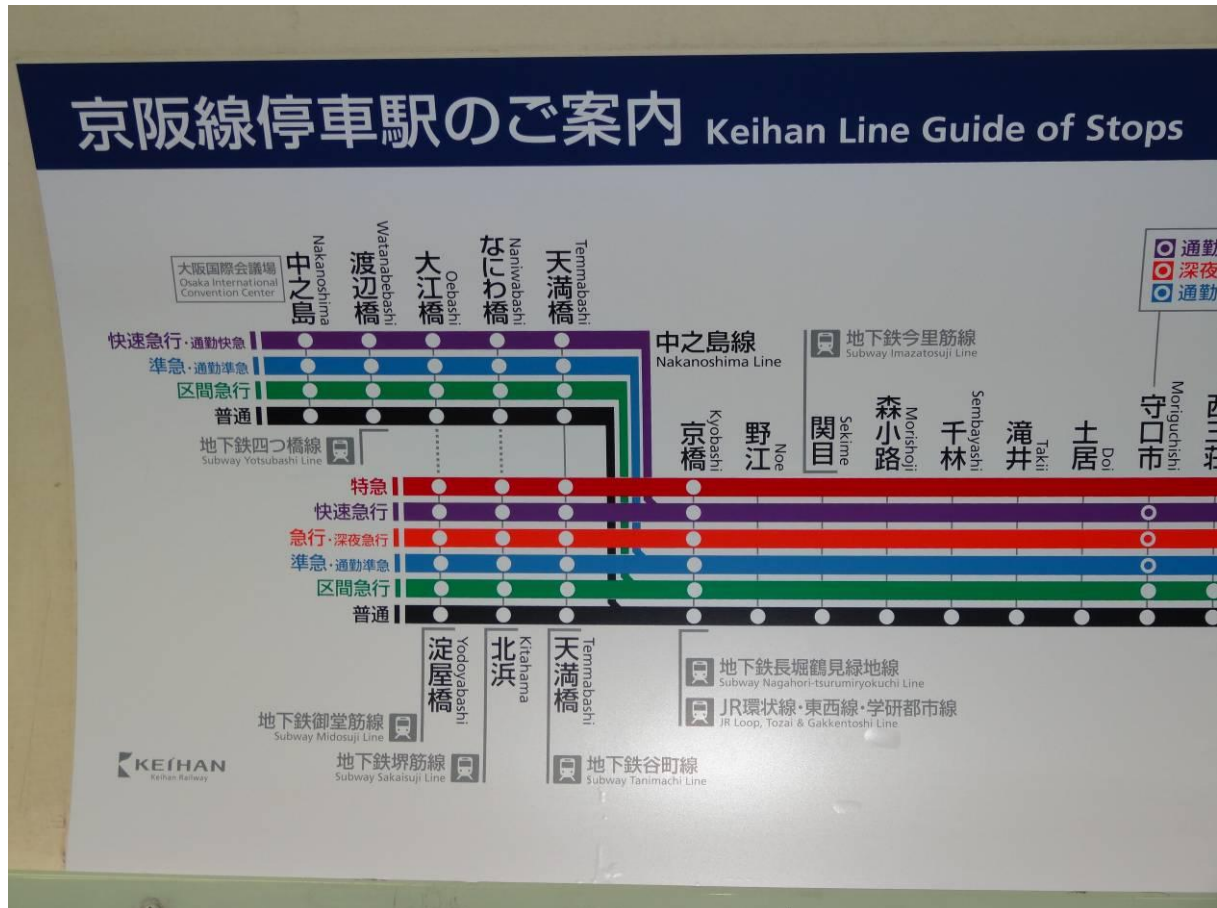 京阪線停車駅のご案内 Keihan Line Guide of Stops
大阪国際会議場
Osaka International
Convention Center
中之島 Nakanoshima
渡辺橋 Watanabebashi
大江橋 Oebashi
なにわ橋 Naniwabashi
天満橋 Temmabashi
通勤
深夜
通勤
快速急行・通勤快急
準急・通勤準急
区間急行
普通
中之島線
Nakanoshima Line
地下鉄今里筋線
Subway Imazatosuji Line
地下鉄四つ橋線
Subway Yotsubashi Line
京橋 Kyobashi
野江 Noe
関目 Sekime
森小路 Morishoji
千林 Sembayashi
滝井 Takii
土居 Doi
守口市 Moriguchishi
西三荘
特急
快速急行
急行・深夜急行
準急・通勤準急
区間急行
普通
淀屋橋 Yodoyabashi
北浜 Kitahama
天満橋 Temmabashi
地下鉄長堀鶴見緑地線
Subway Nagahori-tsurumiryokuchi Line
JR環状線・東西線・学研都市線
JR Loop, Tozai & Gakkentoshi Line
地下鉄御堂筋線
Subway Midosuji Line
地下鉄堺筋線
Subway Sakaisuji Line
地下鉄谷町線
Subway Tanimachi Line
KEIHAN
Keihan Railway